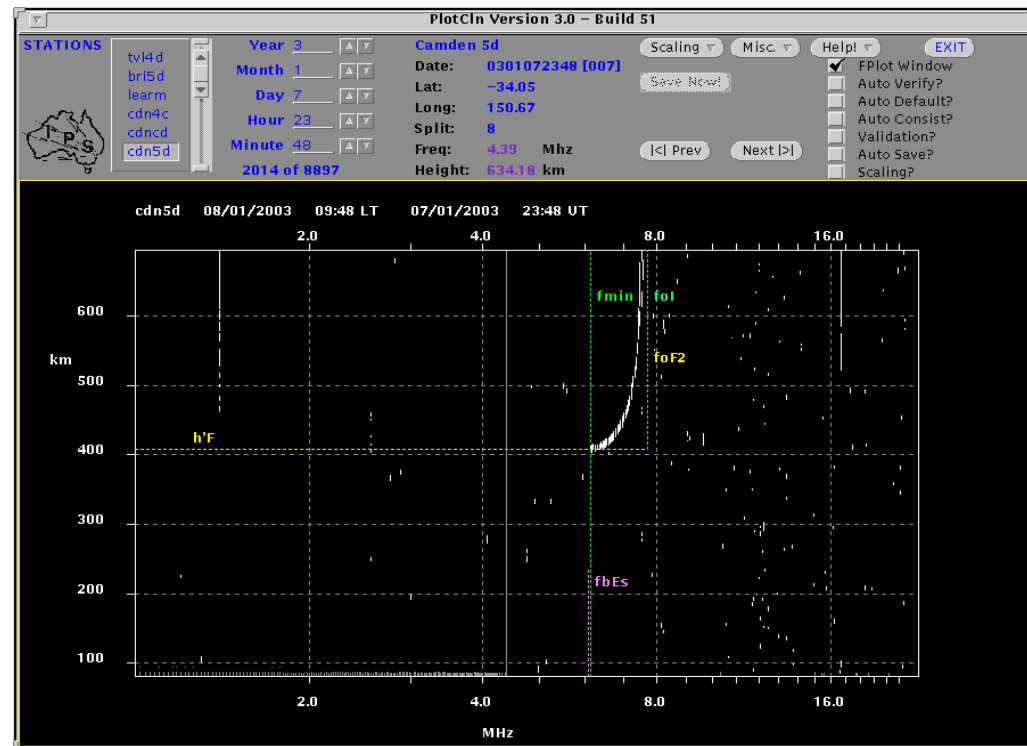 PlotCln Version 3.0 – Build 51
STATIONS
tvl4d
bri5d
learm
cdn4c
cdncd
cdn5d
IPS
Year 3
Month 1
Day 7
Hour 23
Minute 48
2014 of 8897
Camden 5d
Date: 0301072348 [007]
Lat: −34.05
Long: 150.67
Split: 8
Freq: 4.39 Mhz
Height: 634.18 km
Scaling Misc. Help! EXIT
Save Now!
|<| Prev Next |>|
FPlot Window
Auto Verify?
Auto Default?
Auto Consist?
Validation?
Auto Save?
Scaling?
cdn5d 08/01/2003 09:48 LT 07/01/2003 23:48 UT
2.0 4.0 8.0 16.0
fmin foI
600
km
foF2
500
h'F
400
300
fbEs
200
100
2.0 4.0 8.0 16.0
MHz